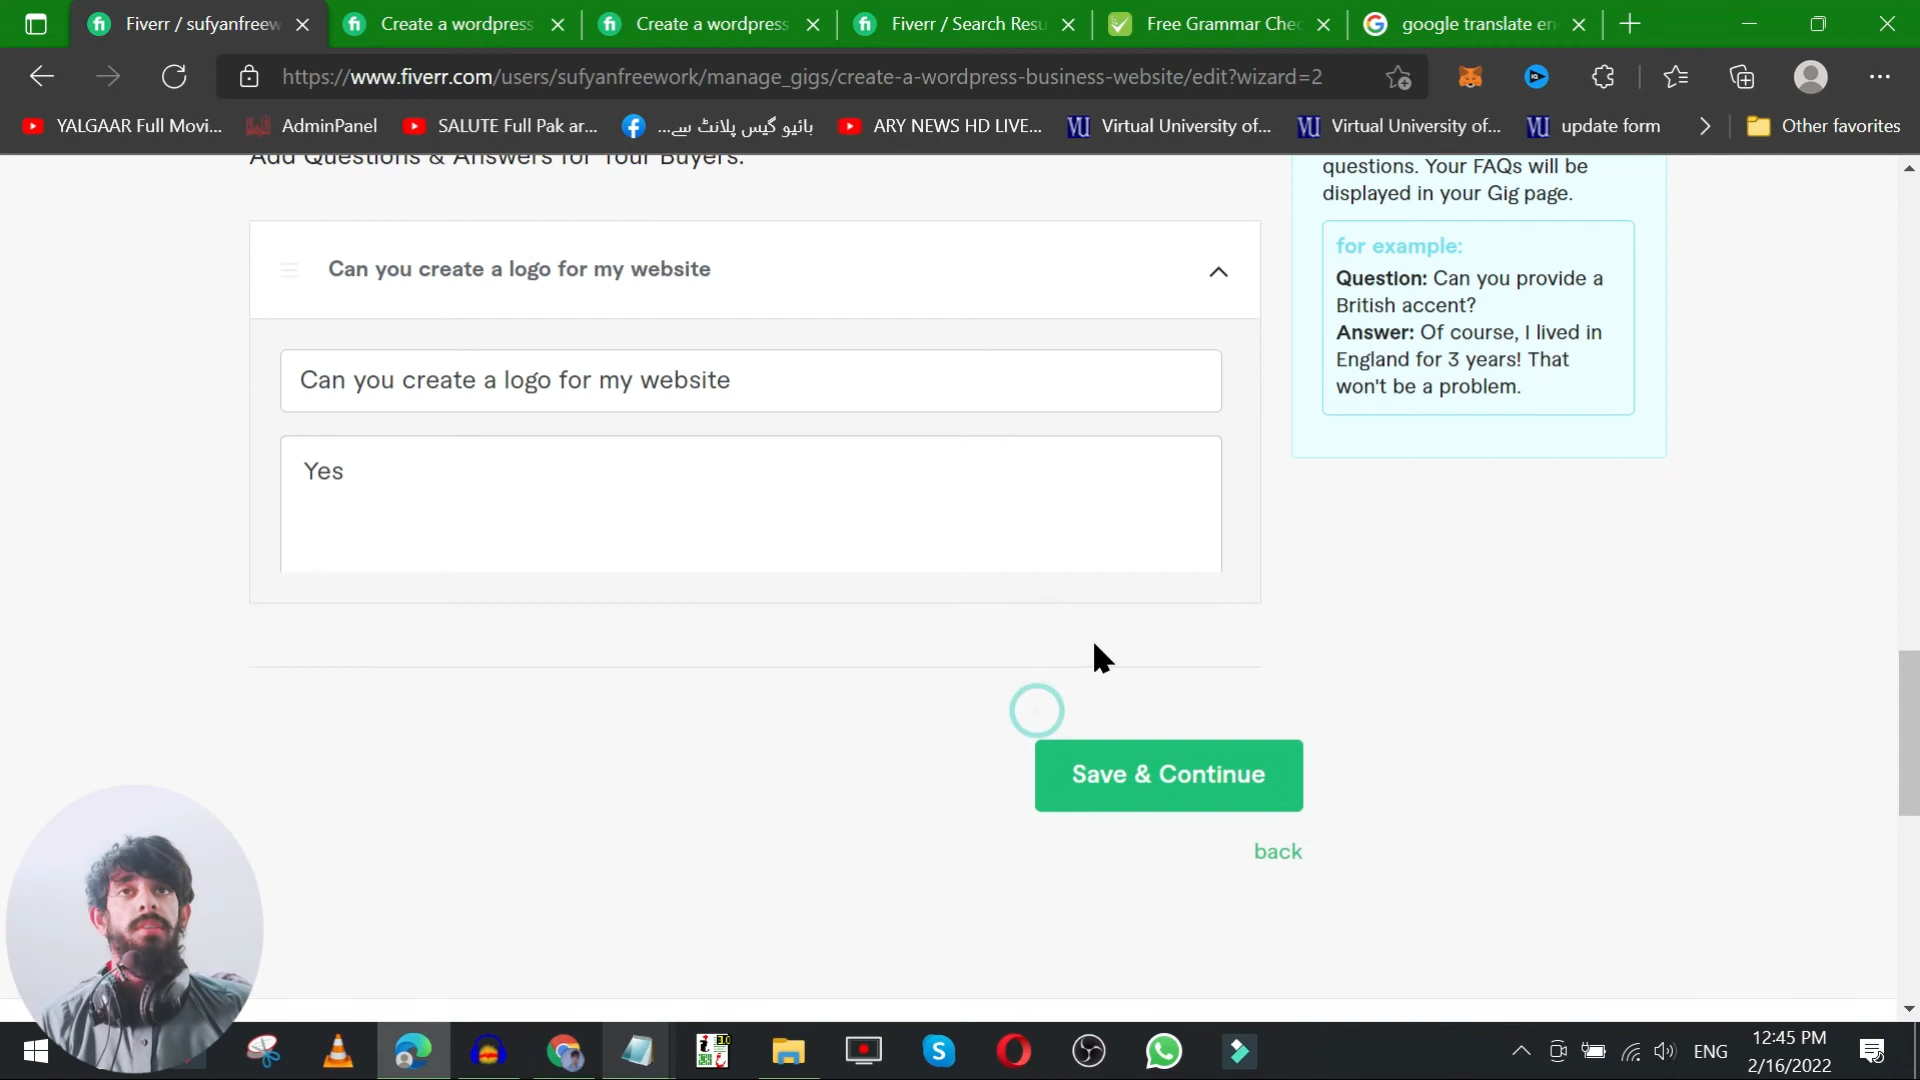 Fiverr / sufyanfreew
Create a wordpress
Create a wordpress
Fiverr / Search Resu
Free Grammar Chec
google translate en
https://www.fiverr.com/users/sufyanfreework/manage_gigs/create-a-wordpress-business-website/edit?wizard=2
YALGAAR Full Movi...
AdminPanel
SALUTE Full Pak ar...
بائیو گیس پلانٹ سے...
ARY NEWS HD LIVE...
Virtual University of...
Virtual University of...
update form
Other favorites
Add Questions & Answers for Your Buyers.
Can you create a logo for my website
Can you create a logo for my website
Yes
questions. Your FAQs will be
displayed in your Gig page.
for example:
Question: Can you provide a
British accent?
Answer: Of course, I lived in
England for 3 years! That
won't be a problem.
Save & Continue
back
ENG
12:45 PM
2/16/2022